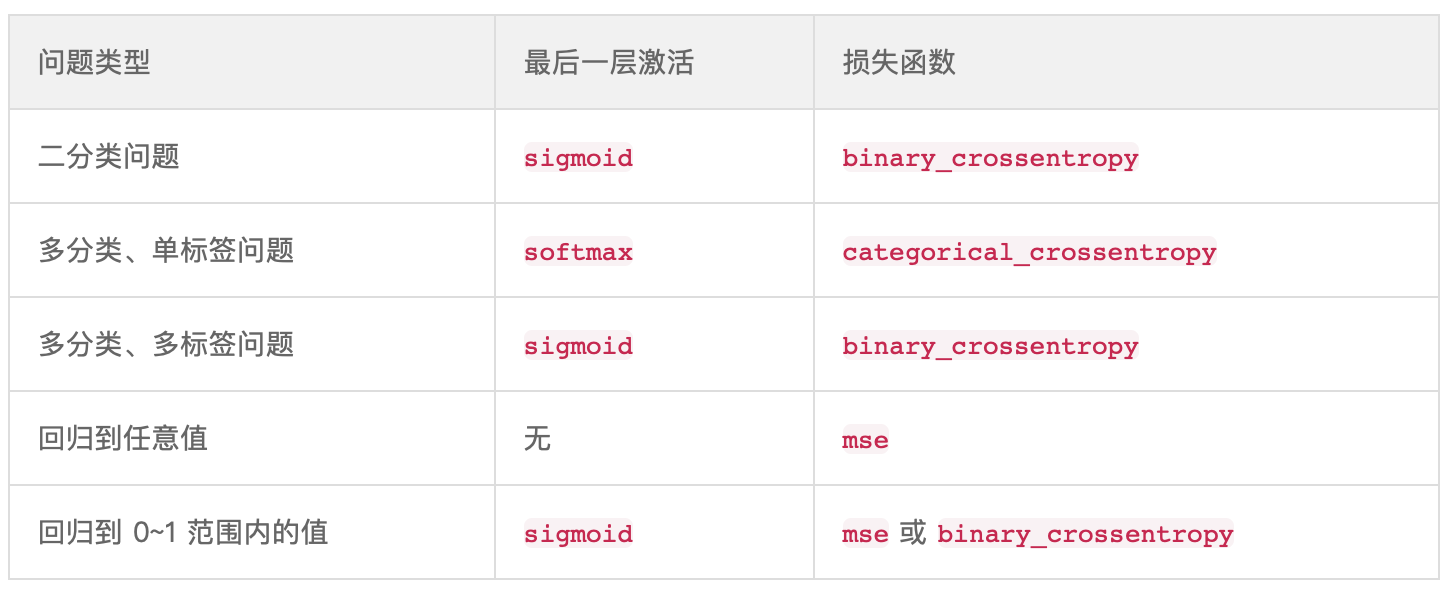 问题类型 最后一层激活 损失函数
二分类问题 sigmoid binary_crossentropy
多分类、单标签问题 softmax categorical_crossentropy
多分类、多标签问题 sigmoid binary_crossentropy
回归到任意值 无 mse
回归到 0~1 范围内的值 sigmoid mse 或 binary_crossentropy